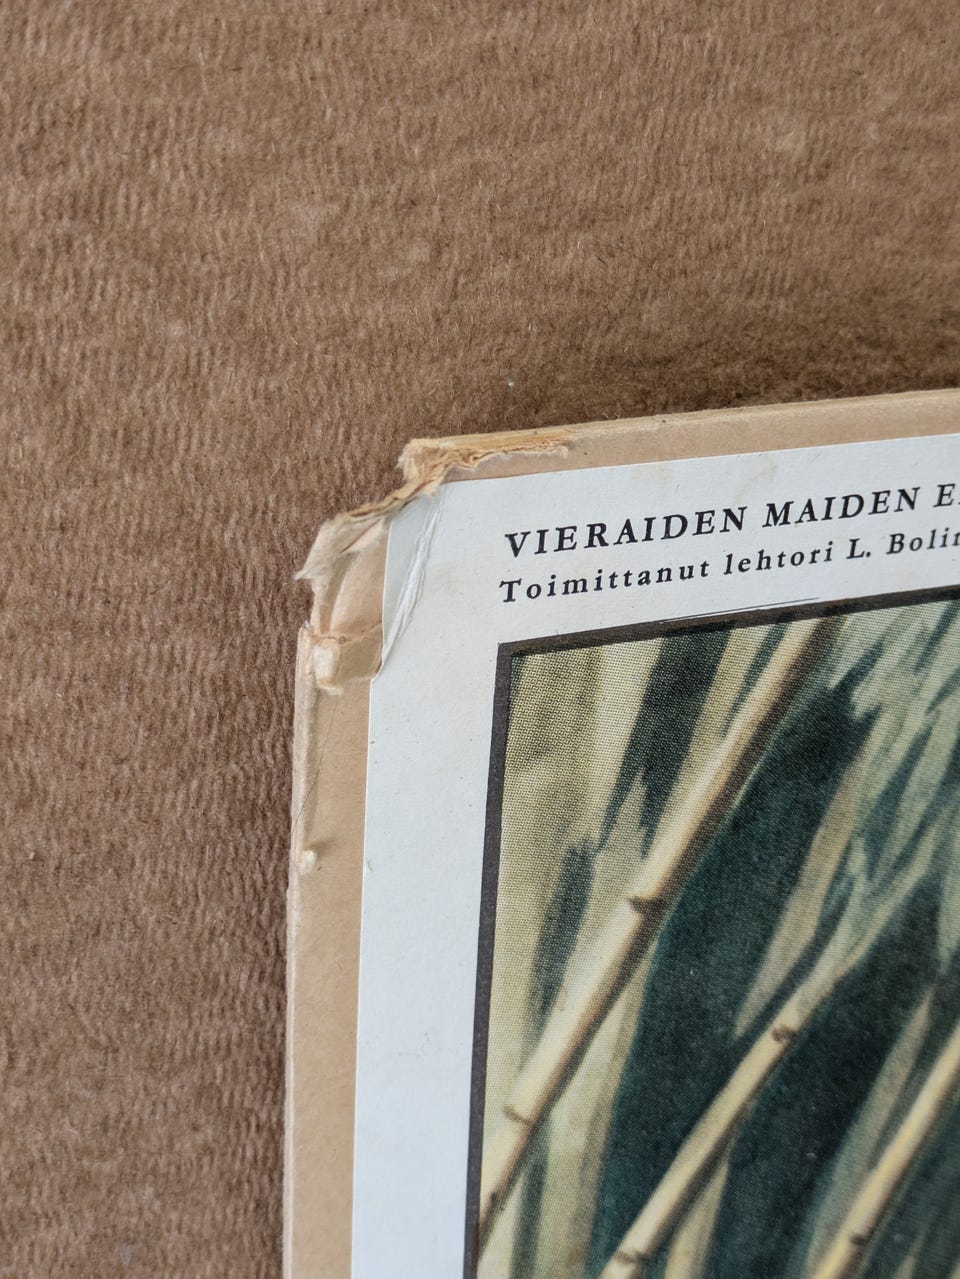 VIERAIDEN MAIDEN
Toimittanut lehtori L.